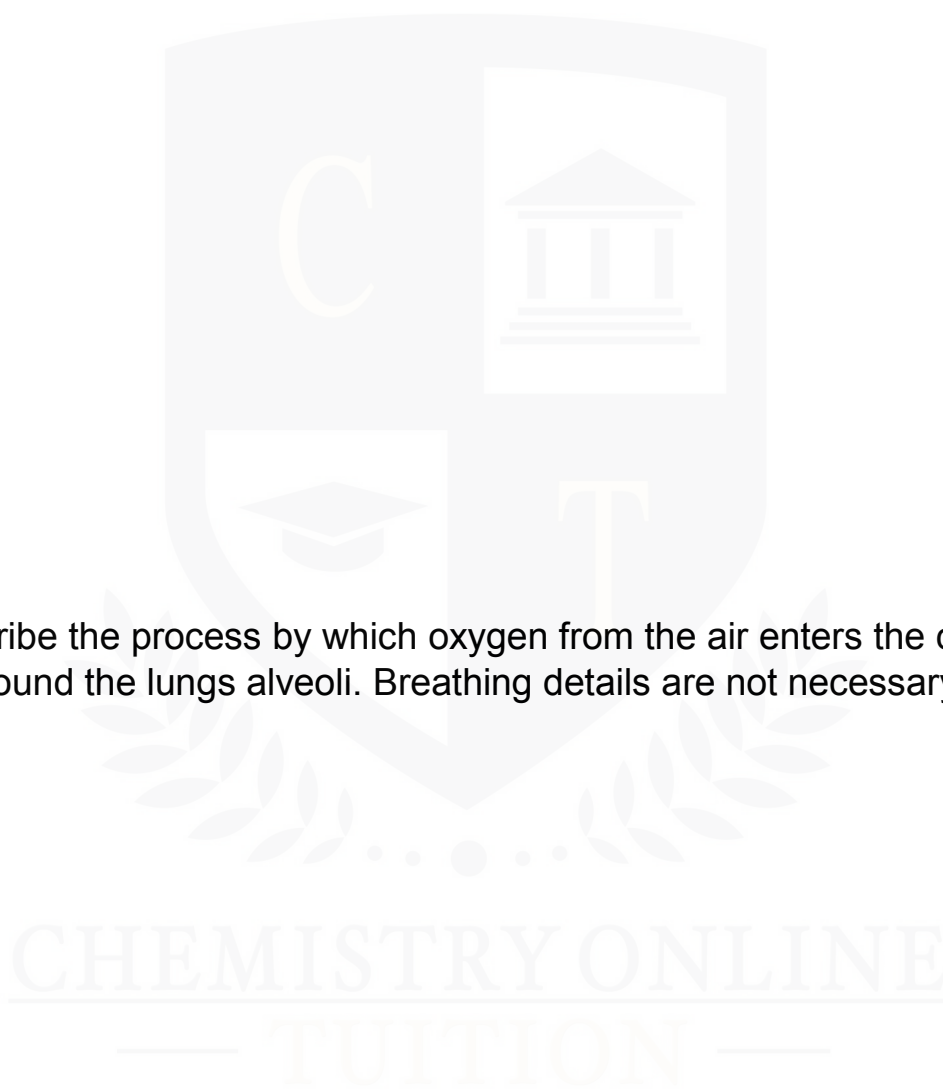 C
T
ribe the process by which oxygen from the air enters the
ound the lungs alveoli. Breathing details are not necessary
CHEMISTRY ONLINE
TUITION